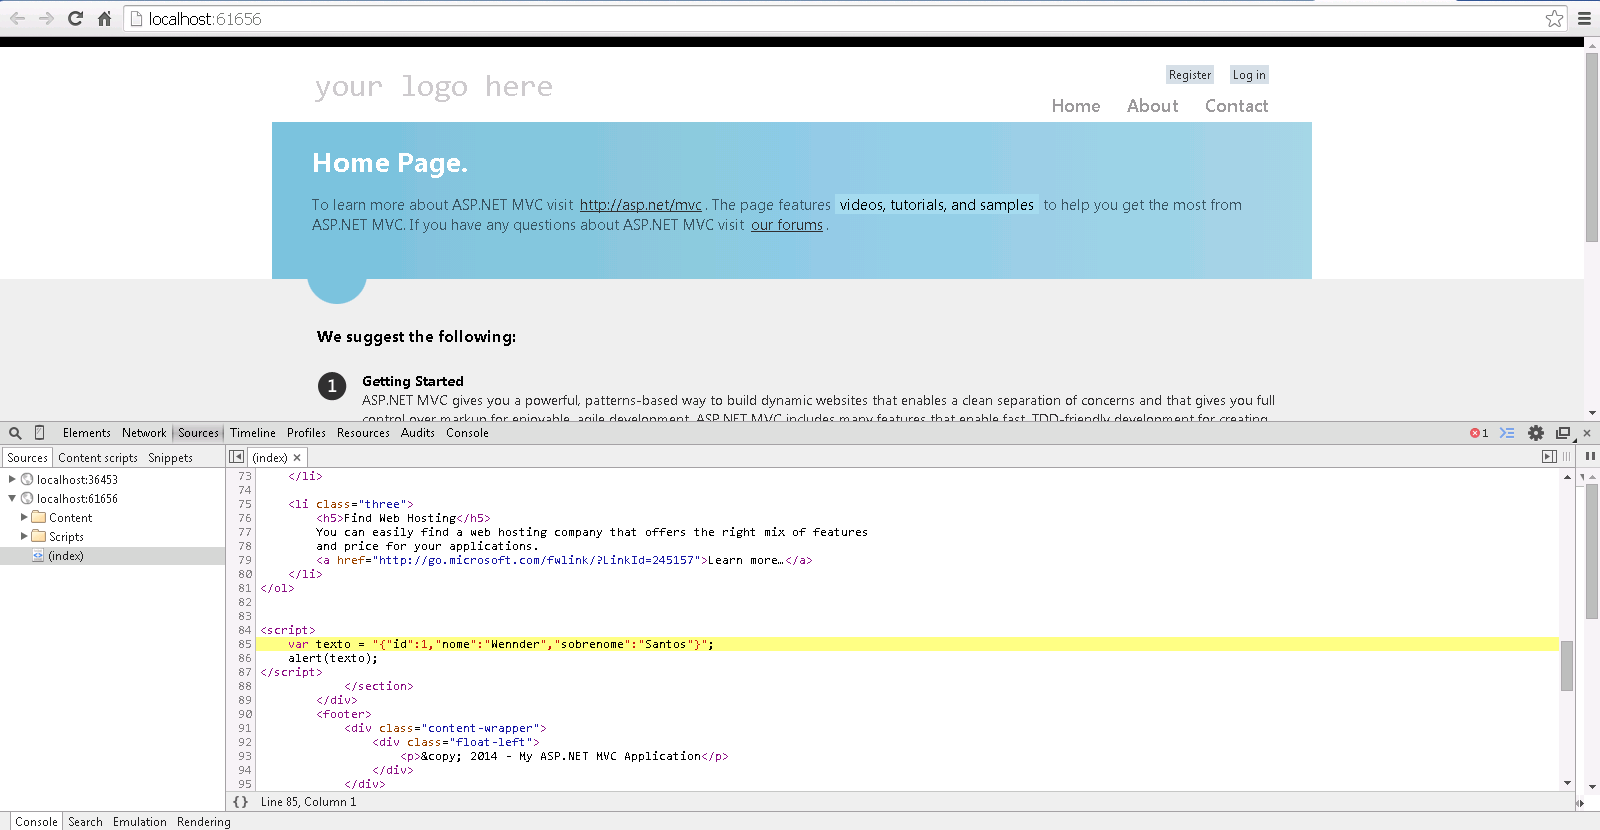 localhost:61656
your logo here
Register Log in
Home About Contact
Home Page.
To learn more about ASP.NET MVC visit http://asp.net/mvc . The page features videos, tutorials, and samples to help you get the most from
ASP.NET MVC. If you have any questions about ASP.NET MVC visit our forums .
We suggest the following:
1 Getting Started
ASP.NET MVC gives you a powerful, patterns-based way to build dynamic websites that enables a clean separation of concerns and that gives you full
control over markup for enjoyable, agile development. ASP.NET MVC includes many features that enable fast, TDD-friendly development for creating
Elements Network Sources Timeline Profiles Resources Audits Console 1
Sources Content scripts Snippets (index)
localhost:36453
localhost:61656
Content
Scripts
(index)
73 </li>
74
75 <li class="three">
76 <h5>Find Web Hosting</h5>
77 You can easily find a web hosting company that offers the right mix of features
78 and price for your applications.
79 <a href="http://go.microsoft.com/fwlink/?LinkId=245157">Learn more…</a>
80 </li>
81 </ol>
82
83
84 <script>
85 var texto = "{"id":1,"nome":"Wennder","sobrenome":"Santos"}";
86 alert(texto);
87 </script>
88 </section>
89 </div>
90 <footer>
91 <div class="content-wrapper">
92 <div class="float-left">
93 <p>&copy; 2014 - My ASP.NET MVC Application</p>
94 </div>
95 </div>
{} Line 85, Column 1
Console Search Emulation Rendering